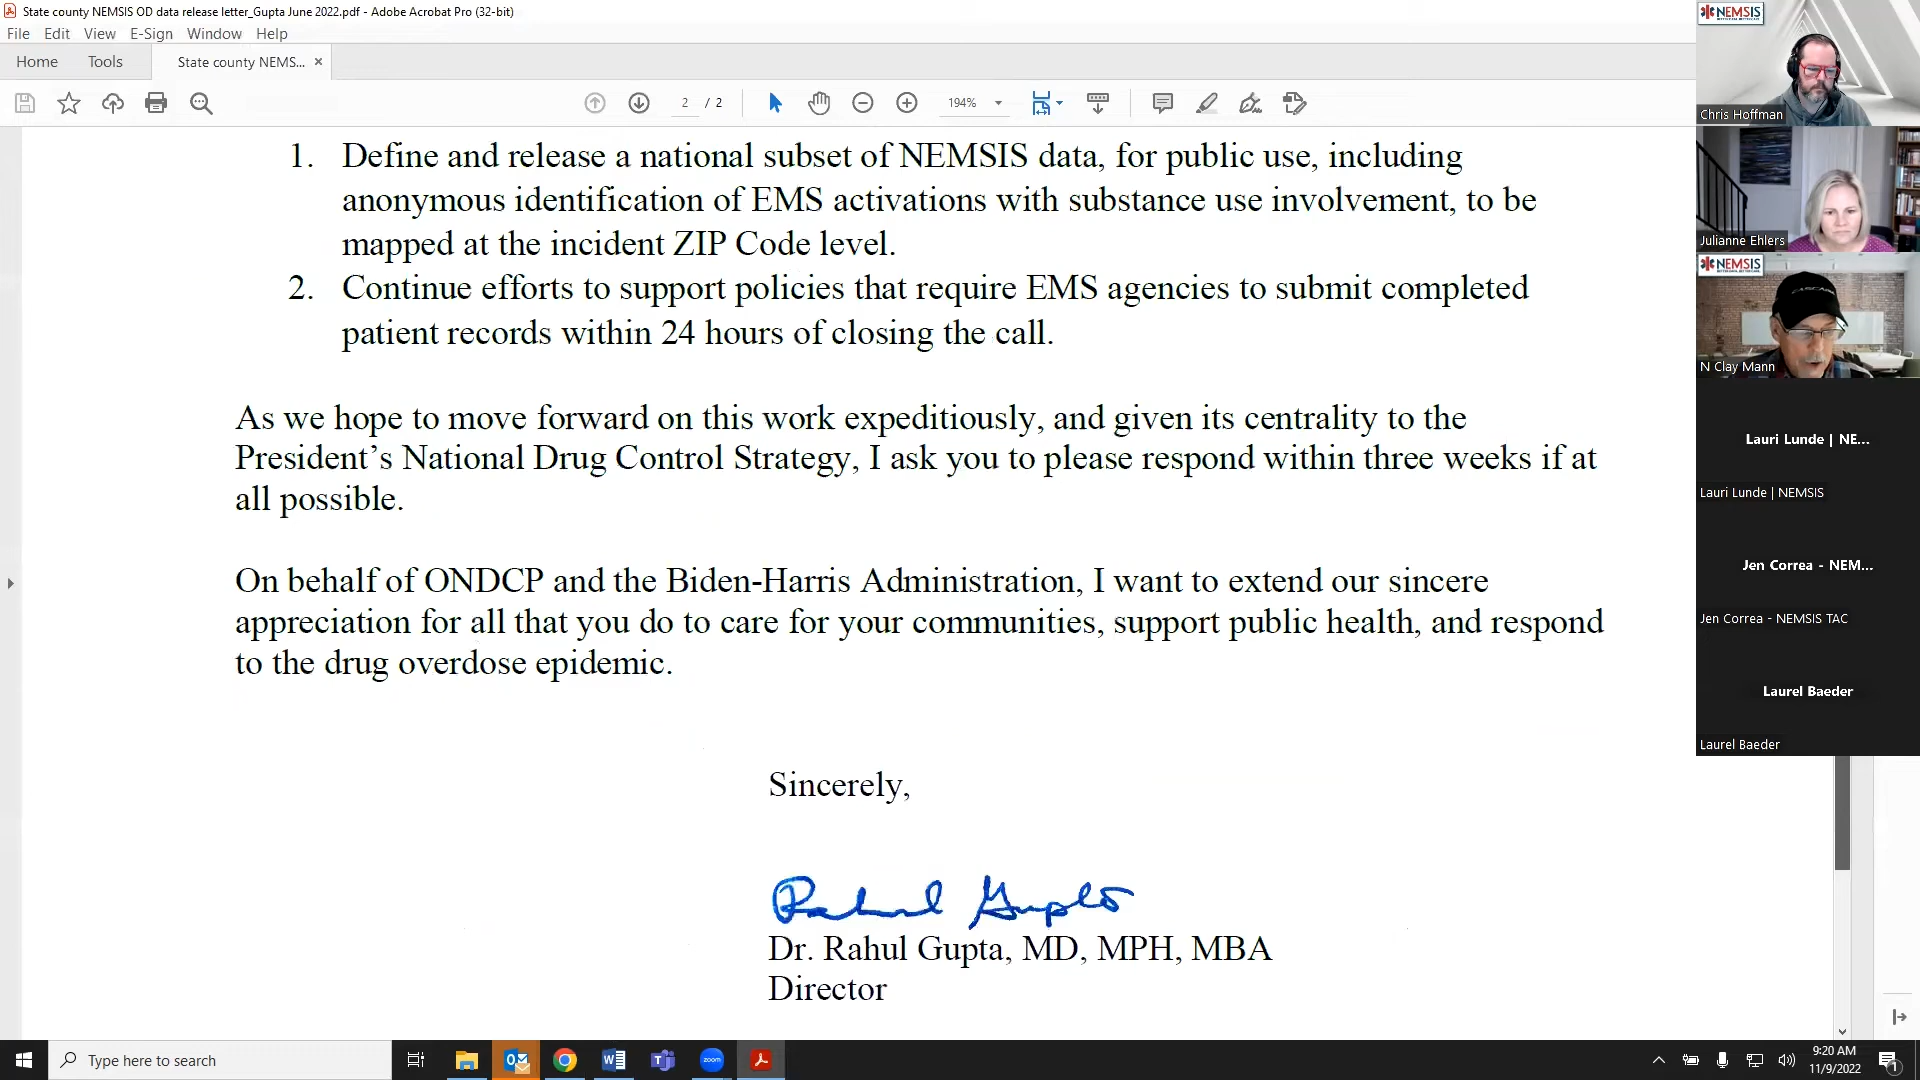 State county NEMSIS OD data release letter_Gupta June 2022.pdf - Adobe Acrobat Pro (32-bit)
File Edit View E-Sign Window Help
Home Tools State county NEMS... ×
2 / 2 194%
1. Define and release a national subset of NEMSIS data, for public use, including
anonymous identification of EMS activations with substance use involvement, to be
mapped at the incident ZIP Code level.
2. Continue efforts to support policies that require EMS agencies to submit completed
patient records within 24 hours of closing the call.
As we hope to move forward on this work expeditiously, and given its centrality to the
President’s National Drug Control Strategy, I ask you to please respond within three weeks if at
all possible.
On behalf of ONDCP and the Biden-Harris Administration, I want to extend our sincere
appreciation for all that you do to care for your communities, support public health, and respond
to the drug overdose epidemic.
Sincerely,
Rahul Gupta
Dr. Rahul Gupta, MD, MPH, MBA
Director
NEMSIS
Chris Hoffman
Julianne Ehlers
NEMSIS
N Clay Mann
Lauri Lunde | NE...
Lauri Lunde | NEMSIS
Jen Correa - NEM...
Jen Correa - NEMSIS TAC
Laurel Baeder
Laurel Baeder
Type here to search
zoom
9:20 AM
11/9/2022
1